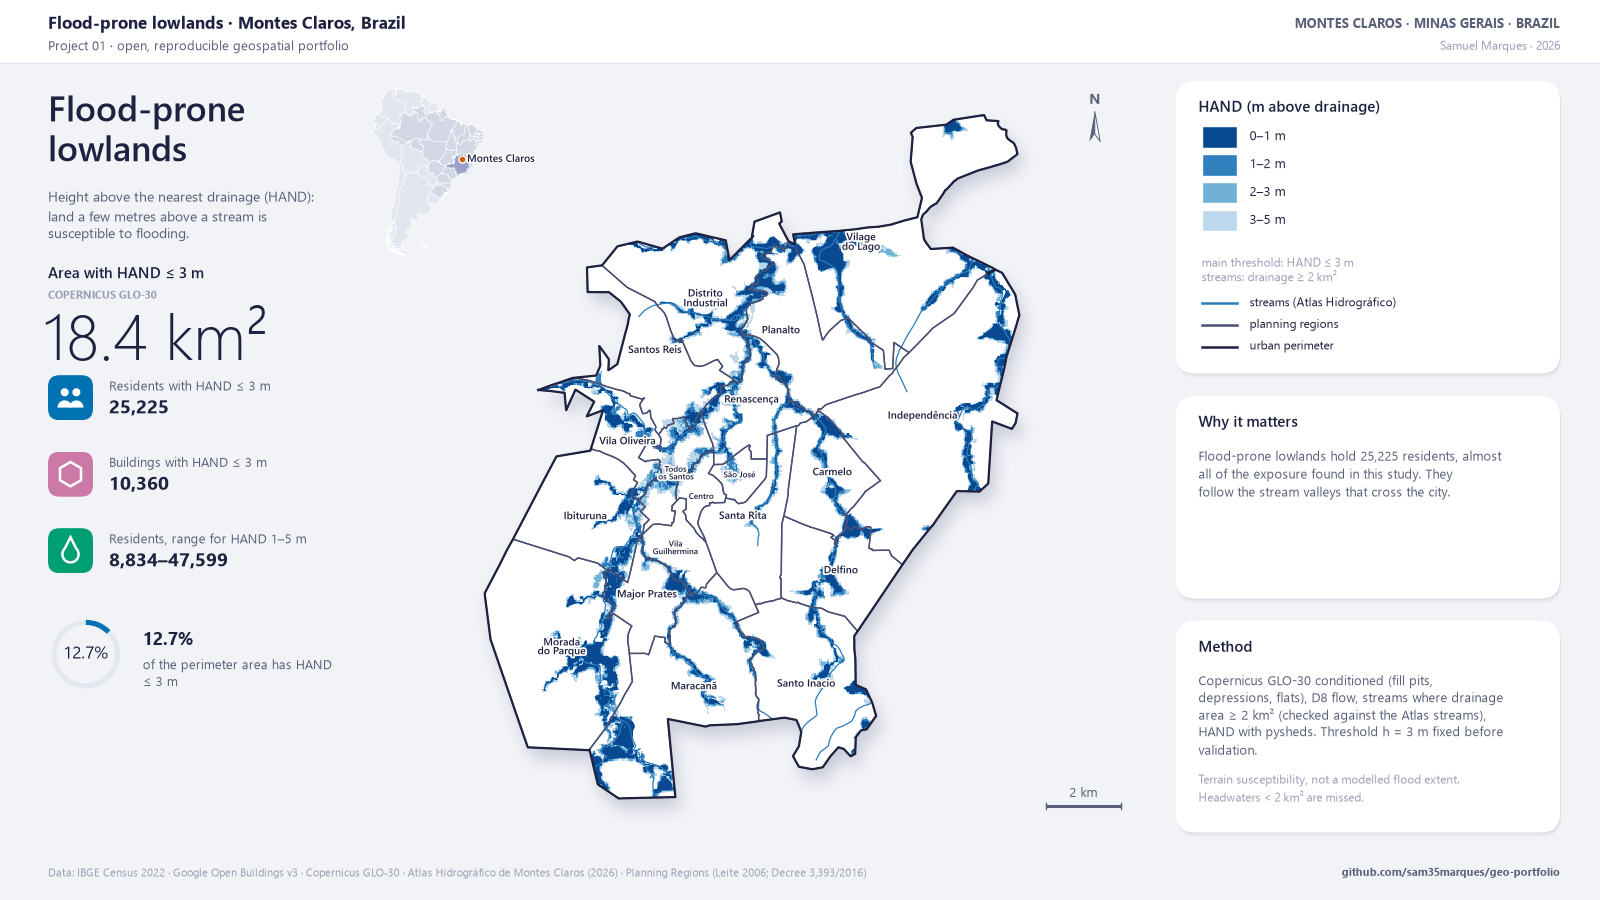 Flood-prone lowlands · Montes Claros, Brazil
Project 01 · open, reproducible geospatial portfolio
MONTES CLAROS · MINAS GERAIS · BRAZIL
Samuel Marques · 2026
Flood-prone
lowlands
Height above the nearest drainage (HAND):
land a few metres above a stream is
susceptible to flooding.
Area with HAND ≤ 3 m
COPERNICUS GLO-30
18.4 km²
Residents with HAND ≤ 3 m
25,225
Buildings with HAND ≤ 3 m
10,360
Residents, range for HAND 1–5 m
8,834–47,599
12.7%
12.7%
of the perimeter area has HAND
≤ 3 m
Montes Claros
N
Vilage
do Lago
Distrito
Industrial
Planalto
Santos Reis
Renascença
Independência
Vila Oliveira
Todos
os Santos
São José
Carmelo
Centro
Ibituruna
Santa Rita
Vila
Guilhermina
Delfino
Major Prates
Morada
do Parque
Maracanã
Santo Inacio
2 km
HAND (m above drainage)
0–1 m
1–2 m
2–3 m
3–5 m
main threshold: HAND ≤ 3 m
streams: drainage ≥ 2 km²
streams (Atlas Hidrográfico)
planning regions
urban perimeter
Why it matters
Flood-prone lowlands hold 25,225 residents, almost
all of the exposure found in this study. They
follow the stream valleys that cross the city.
Method
Copernicus GLO-30 conditioned (fill pits,
depressions, flats), D8 flow, streams where drainage
area ≥ 2 km² (checked against the Atlas streams),
HAND with pysheds. Threshold h = 3 m fixed before
validation.
Terrain susceptibility, not a modelled flood extent.
Headwaters < 2 km² are missed.
Data: IBGE Census 2022 · Google Open Buildings v3 · Copernicus GLO-30 · Atlas Hidrográfico de Montes Claros (2026) · Planning Regions (Leite 2006; Decree 3,393/2016)
github.com/sam35marques/geo-portfolio